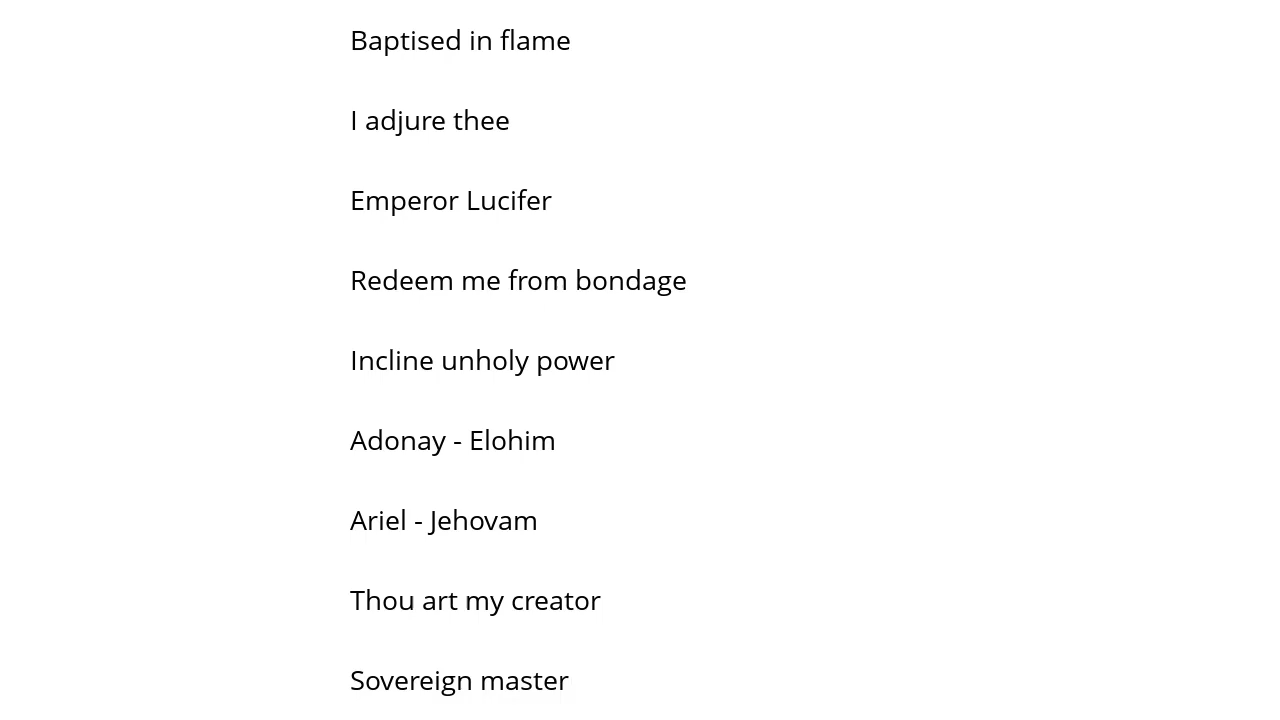 Baptised in flame
I adjure thee
Emperor Lucifer
Redeem me from bondage
Incline unholy power
Adonay - Elohim
Ariel - Jehovam
Thou art my creator
Sovereign master